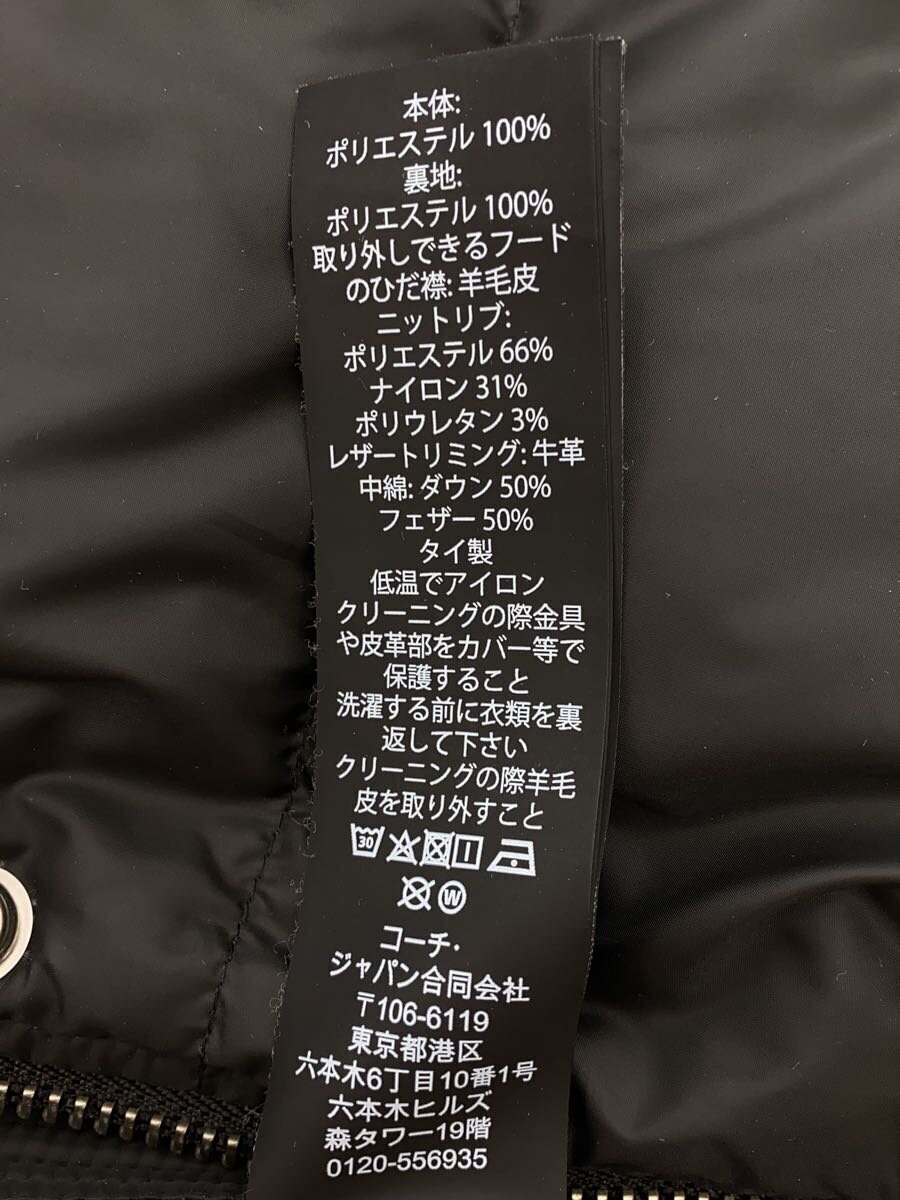 本体:
ポリエステル 100%
裏地:
ポリエステル 100%
取り外しできるフード
のひだ襟: 羊毛皮
ニットリブ:
ポリエステル 66%
ナイロン 31%
ポリウレタン 3%
レザートリミング: 牛革
中綿: ダウン 50%
フェザー 50%
タイ製
低温でアイロン
クリーニングの際金具
や皮革部をカバー等で
保護すること
洗濯する前に衣類を裏
返して下さい
クリーニングの際羊毛
皮を取り外すこと
30
W
コーチ・
ジャパン合同会社
〒106-6119
東京都港区
六本木6丁目10番1号
六本木ヒルズ
森タワー19階
0120-556935